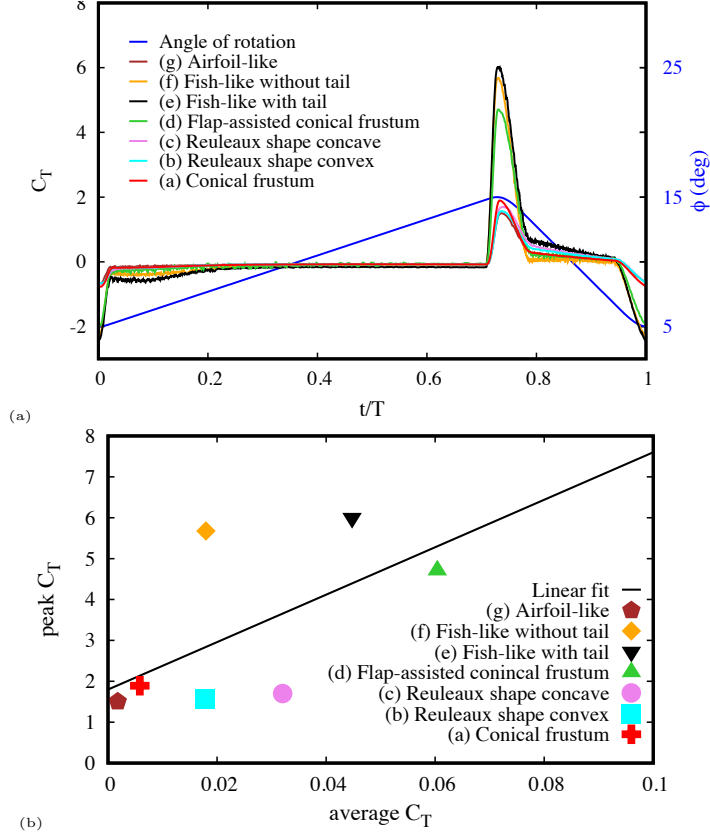 8
6
4
2
0
-2
C_T
25
15
5
ϕ (deg)
Angle of rotation
(g) Airfoil-like
(f) Fish-like without tail
(e) Fish-like with tail
(d) Flap-assisted conical frustum
(c) Reuleaux shape concave
(b) Reuleaux shape convex
(a) Conical frustum
0 0.2 0.4 0.6 0.8 1
t/T
(a)
8
7
6
5
4
3
2
1
0
peak C_T
Linear fit
(g) Airfoil-like
(f) Fish-like without tail
(e) Fish-like with tail
(d) Flap-assisted conincal frustum
(c) Reuleaux shape concave
(b) Reuleaux shape convex
(a) Conical frustum
0 0.02 0.04 0.06 0.08 0.1
average C_T
(b)